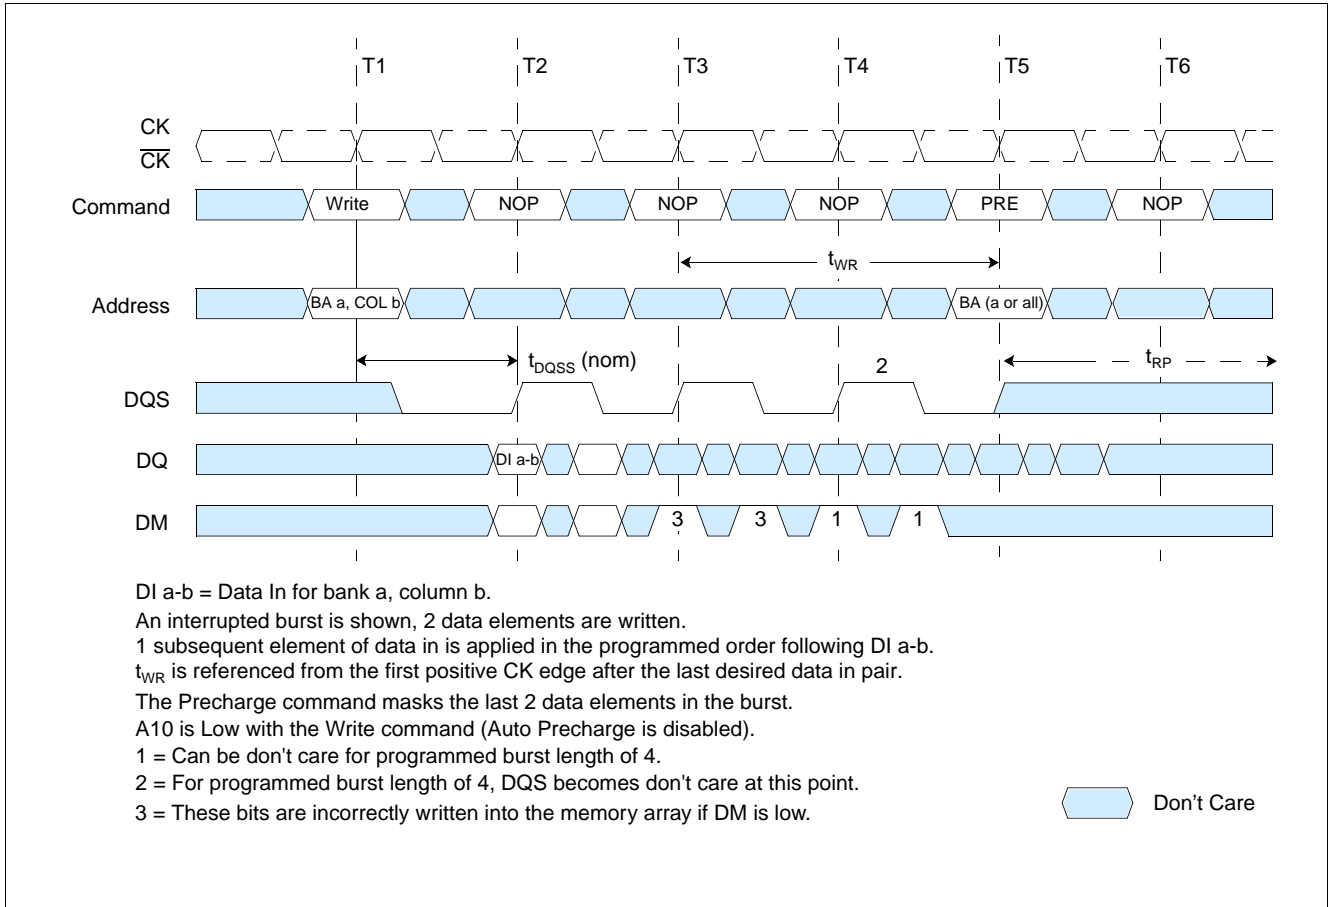 T1 T2 T3 T4 T5 T6
CK
CK
Command Write NOP NOP NOP PRE NOP
tWR
Address BA a, COL b BA (a or all)
tDQSS (nom) 2 tRP
DQS
DQ DI a-b
DM 3 3 1 1
DI a-b = Data In for bank a, column b.
An interrupted burst is shown, 2 data elements are written.
1 subsequent element of data in is applied in the programmed order following DI a-b.
tWR is referenced from the first positive CK edge after the last desired data in pair.
The Precharge command masks the last 2 data elements in the burst.
A10 is Low with the Write command (Auto Precharge is disabled).
1 = Can be don't care for programmed burst length of 4.
2 = For programmed burst length of 4, DQS becomes don't care at this point.
3 = These bits are incorrectly written into the memory array if DM is low.
Don't Care